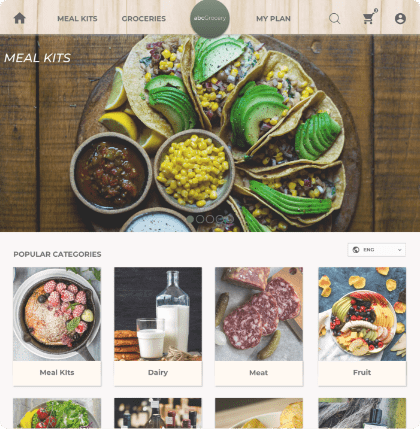 MEAL KITS GROCERIES abcGrocery MY PLAN
0
MEAL KITS
ENG
POPULAR CATEGORIES
Meal Kits Dairy Meat Fruit